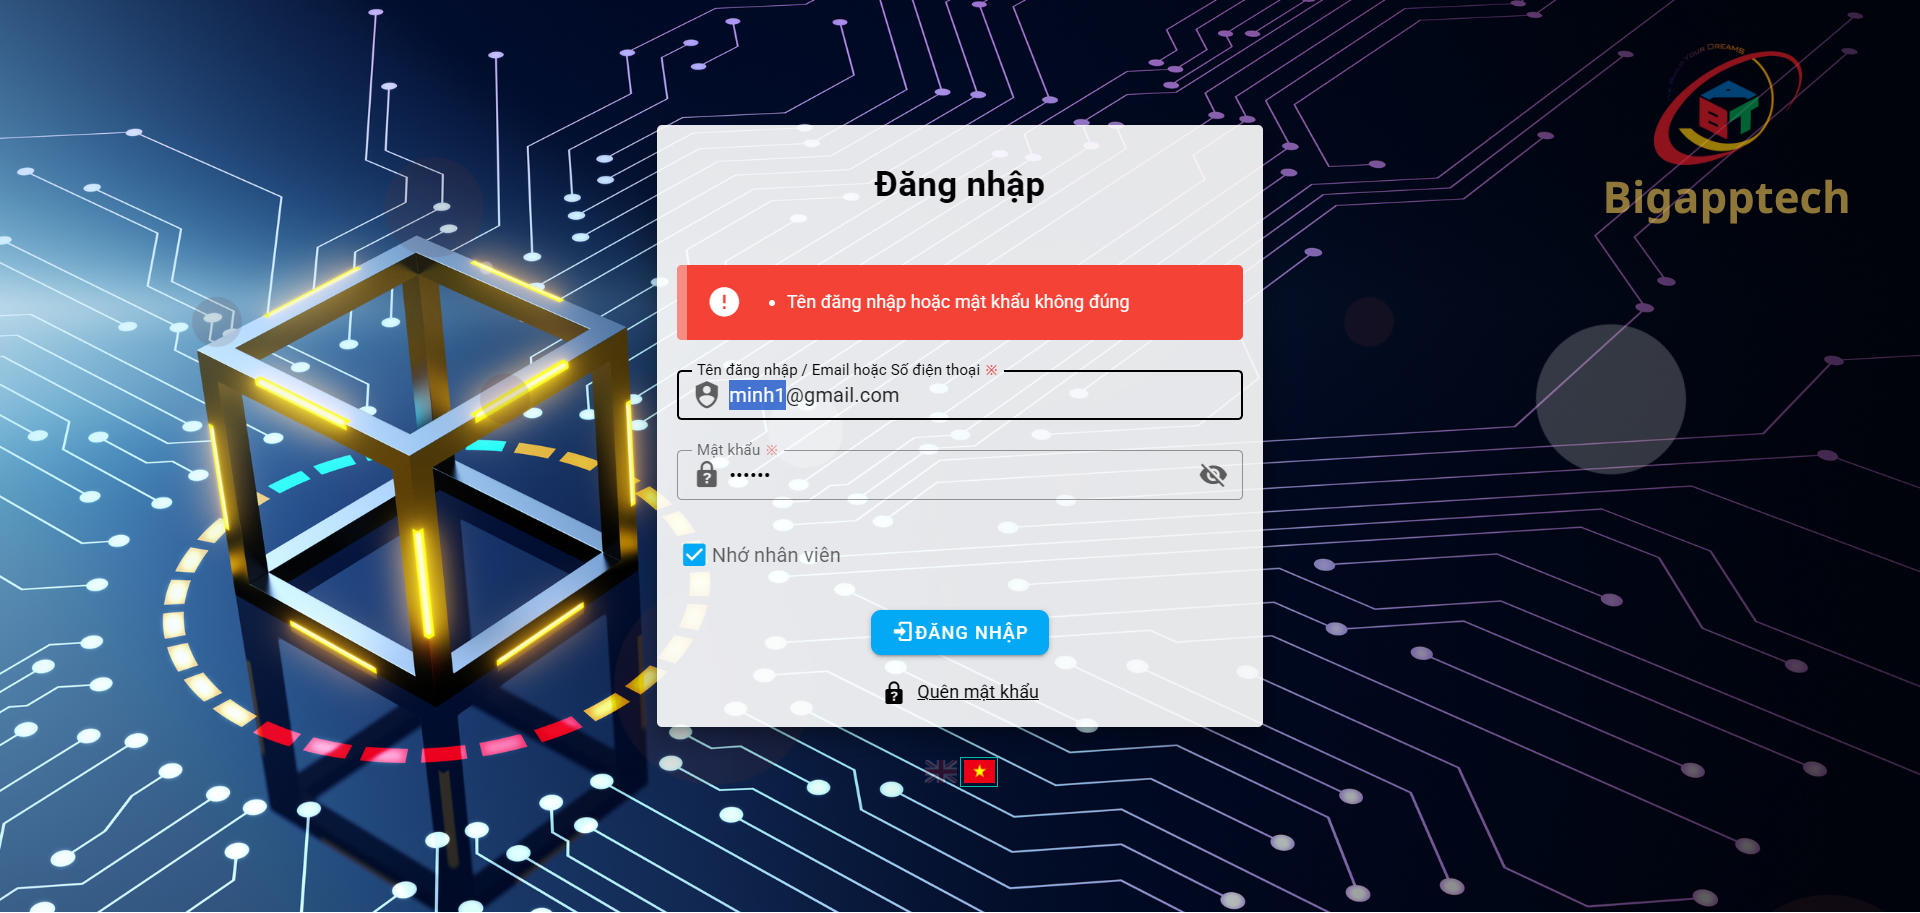 YOUR DREAMS
ABT
Bigapptech
Đăng nhập
Tên đăng nhập hoặc mật khẩu không đúng
Tên đăng nhập / Email hoặc Số điện thoại ※
minh1@gmail.com
Mật khẩu ※
Nhớ nhân viên
ĐĂNG NHẬP
Quên mật khẩu